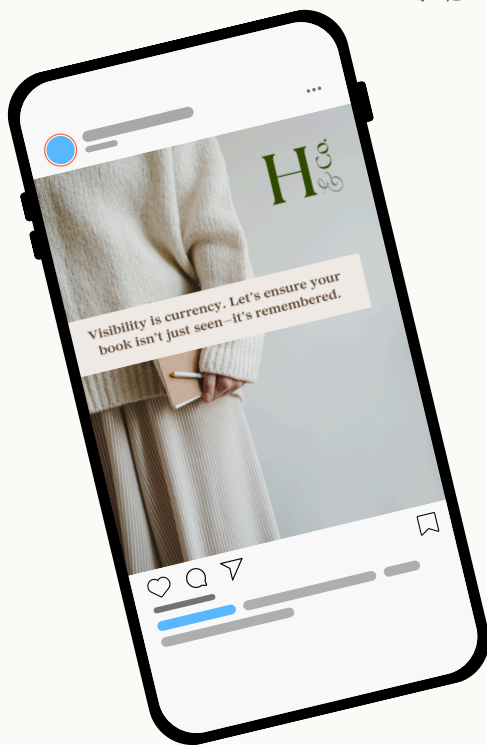 H
& co.
Visibility is currency. Let's ensure your
book isn't just seen—it's remembered.